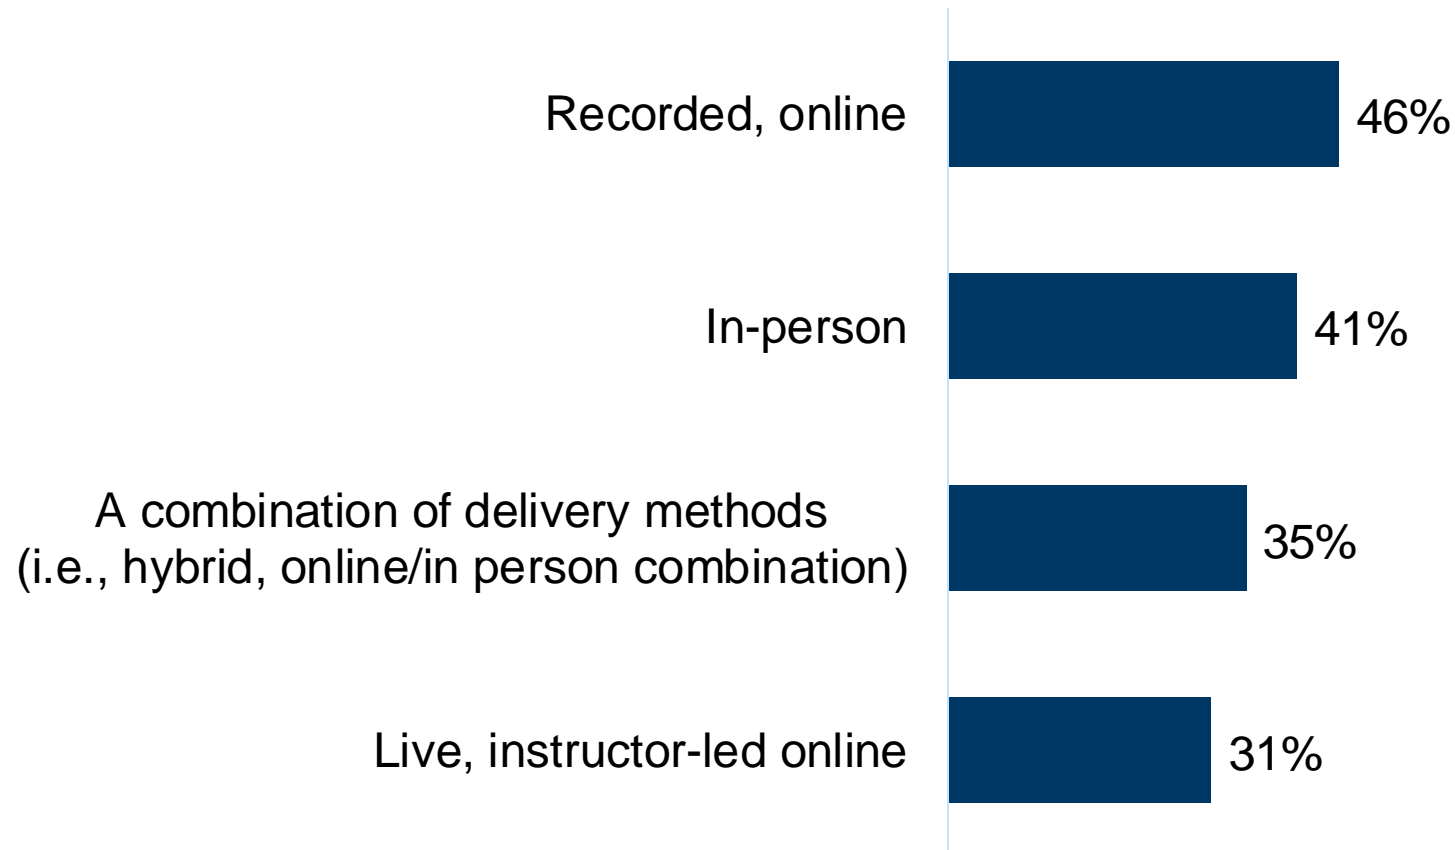 Recorded, online
46%
In-person
41%
A combination of delivery methods
(i.e., hybrid, online/in person combination)
35%
Live, instructor-led online
31%